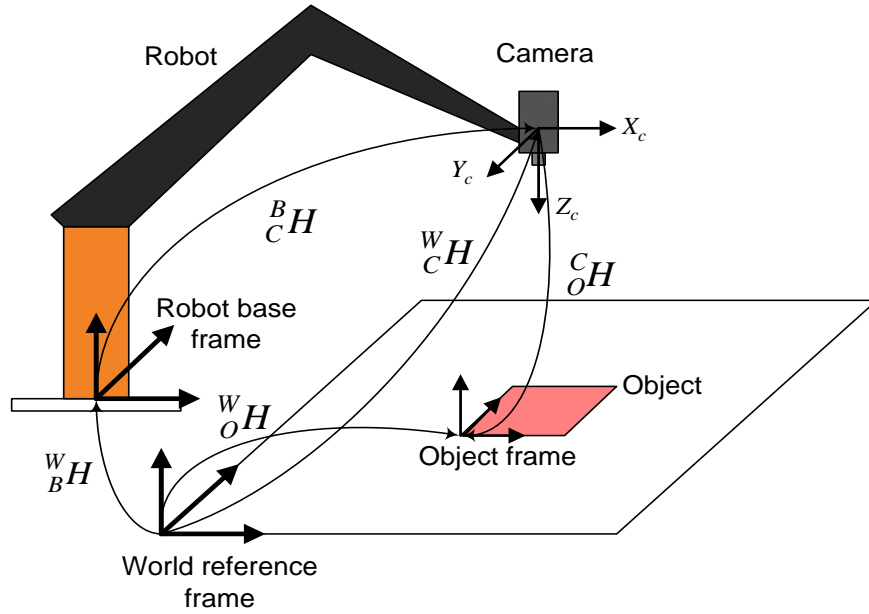 Robot
Camera
X_c
Y_c
Z_c
^B_C H
^W_C H
^C_O H
Robot base
frame
Object
^W_O H
Object frame
^W_B H
World reference
frame